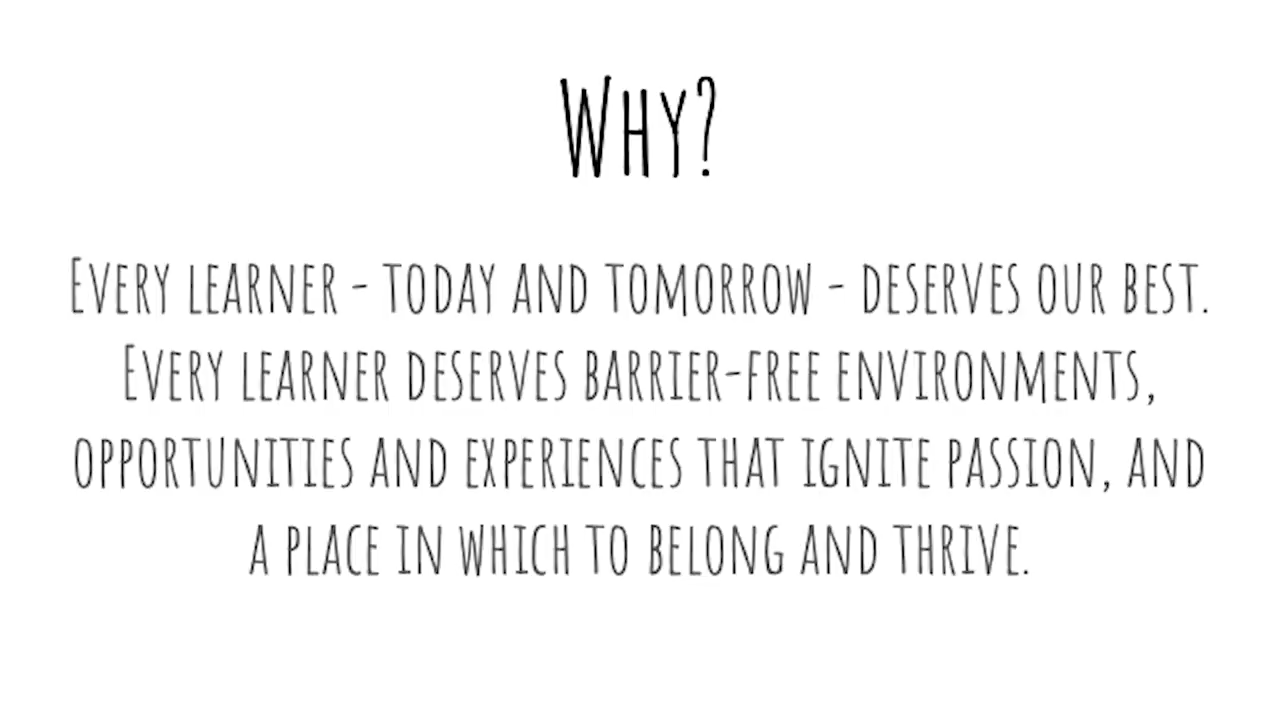 Why?
Every learner - today and tomorrow - deserves our best.
Every learner deserves barrier-free environments,
opportunities and experiences that ignite passion, and
a place in which to belong and thrive.